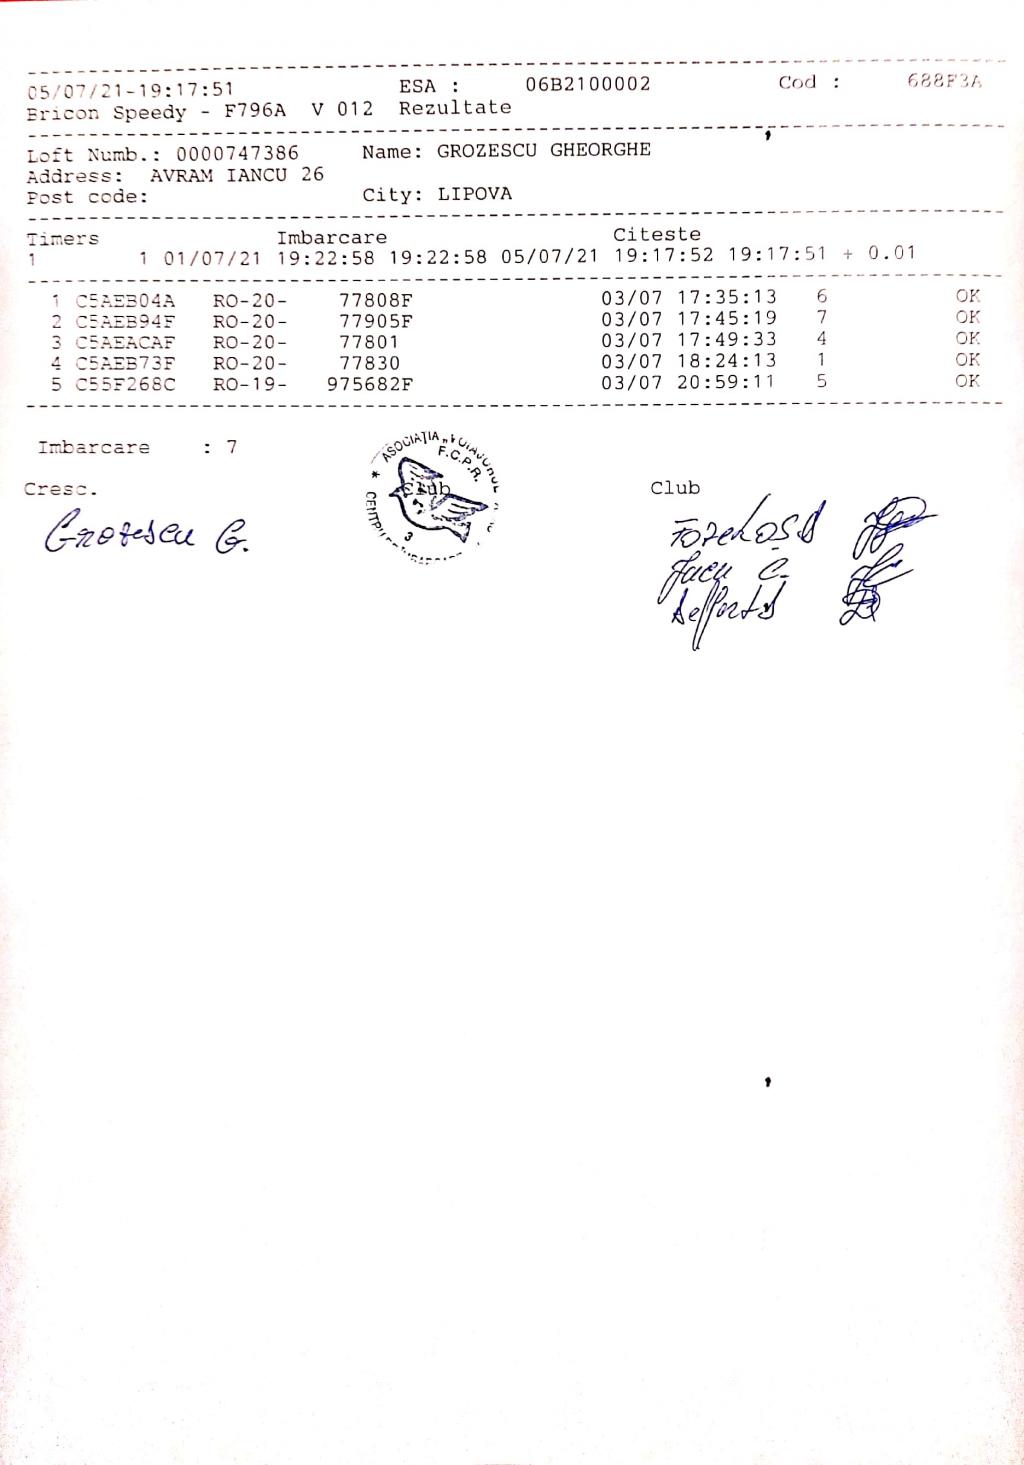 05/07/21-19:17:51 ESA : 06B2100002 Cod : 688F3A
Bricon Speedy - F796A V 012 Rezultate
Loft Numb.: 0000747386 Name: GROZESCU GHEORGHE
Address: AVRAM IANCU 26
Post code: City: LIPOVA
Timers Imbarcare Citeste
1 1 01/07/21 19:22:58 19:22:58 05/07/21 19:17:52 19:17:51 + 0.01
1 C5AEB04A RO-20- 77808F 03/07 17:35:13 6 OK
2 C5AEB94F RO-20- 77905F 03/07 17:45:19 7 OK
3 C5AEACAF RO-20- 77801 03/07 17:49:33 4 OK
4 C5AEB73F RO-20- 77830 03/07 18:24:13 1 OK
5 C55F268C RO-19- 975682F 03/07 20:59:11 5 OK
Imbarcare : 7
ASOCIAȚIA
F.C.P.R.
Cresc. Club Club
Grozescu G.
3